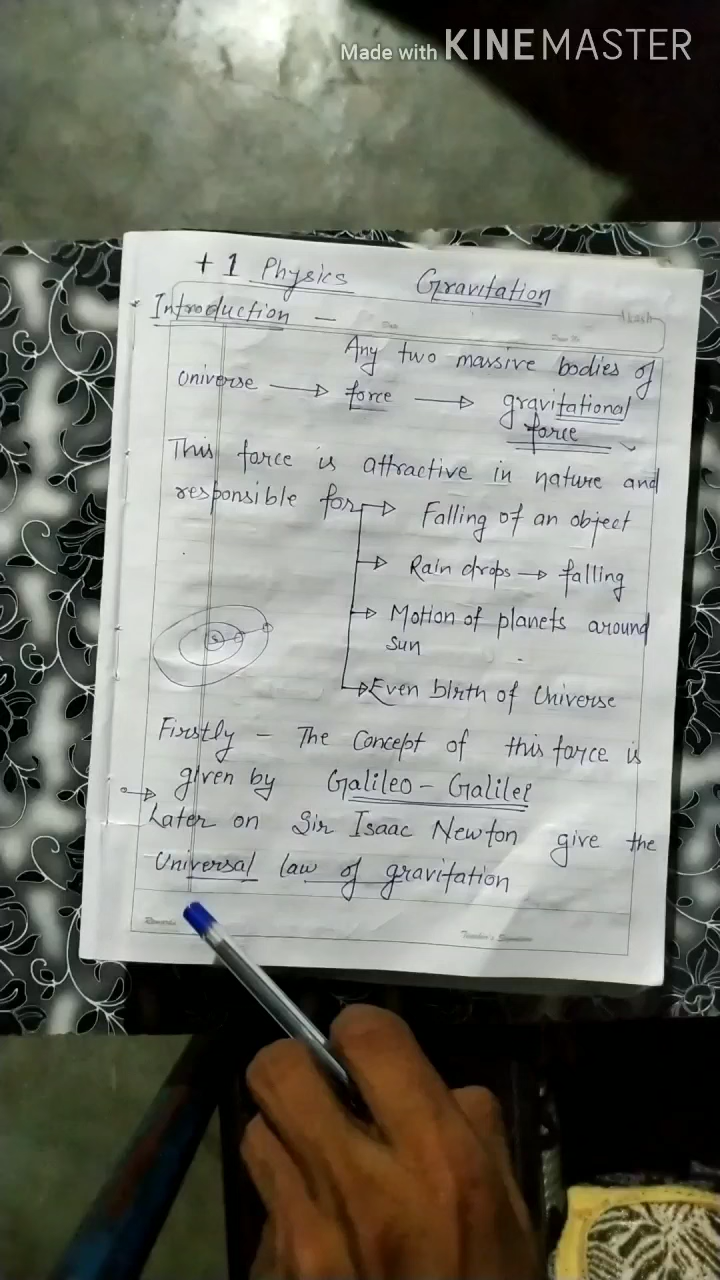 Made with KINEMASTER
+1 Physics Gravitation
Introduction —
Any two massive bodies of
Universe → force → gravitational
force
This force is attractive in nature and
responsible for → Falling of an object
→ Rain drops → falling
→ Motion of planets around
sun
→ Even birth of Universe
S
Firstly – The Concept of this force is
given by Galileo – Galilei
→ Later on Sir Isaac Newton give the
Universal law of gravitation
Remarks
Teacher's Signature